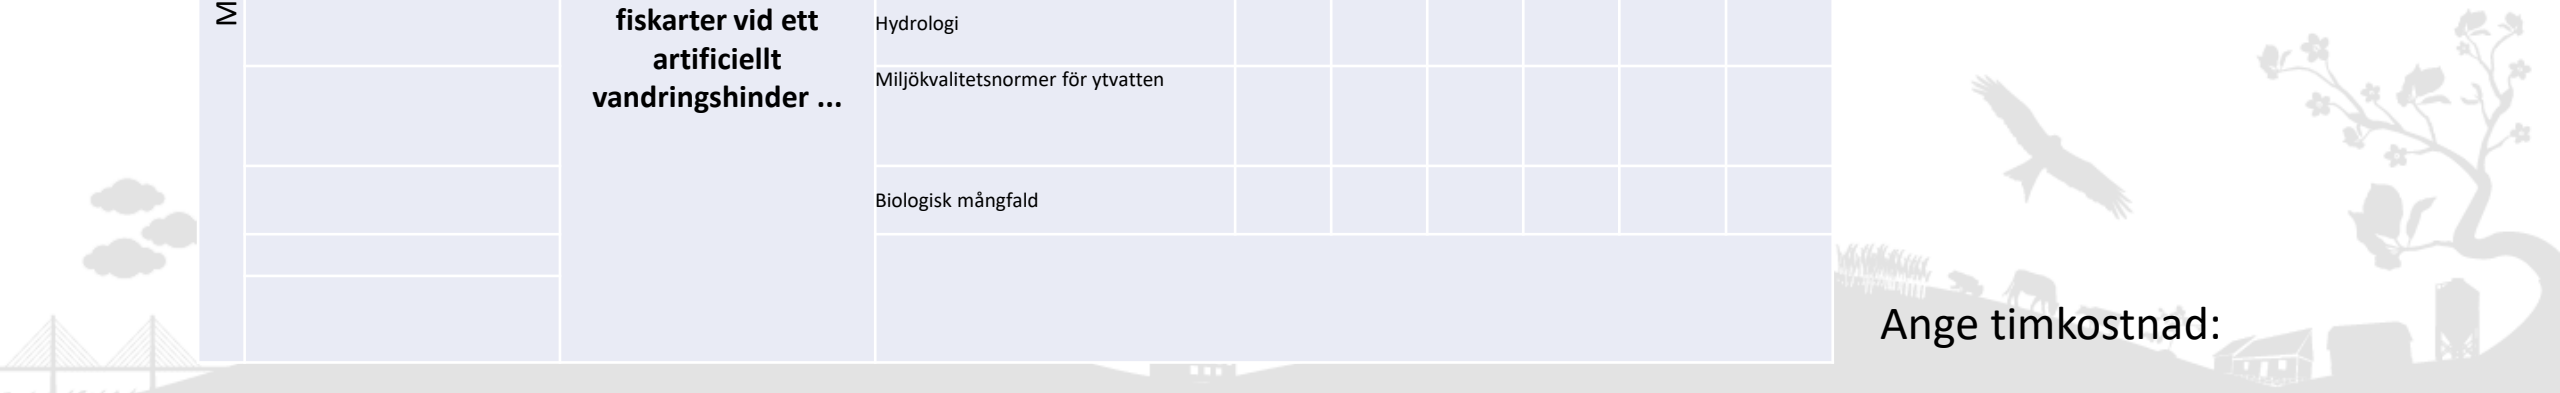 M
fiskarter vid ett
artificiellt
vandringshinder ...
Hydrologi
Miljökvalitetsnormer för ytvatten
Biologisk mångfald
Ange timkostnad: